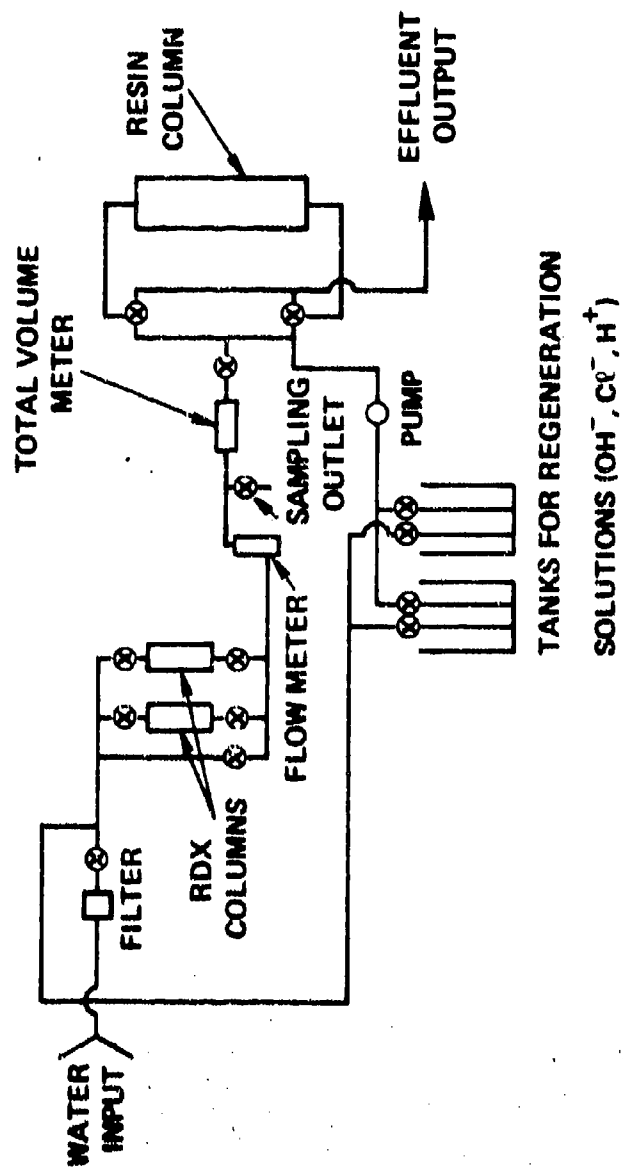 WATER
INPUT
FILTER
RDX
COLUMNS
FLOW METER
SAMPLING
OUTLET
TOTAL VOLUME
METER
RESIN
COLUMN
EFFLUENT
OUTPUT
PUMP
TANKS FOR REGENERATION
SOLUTIONS (OH⁻, Cℓ⁻, H⁺)